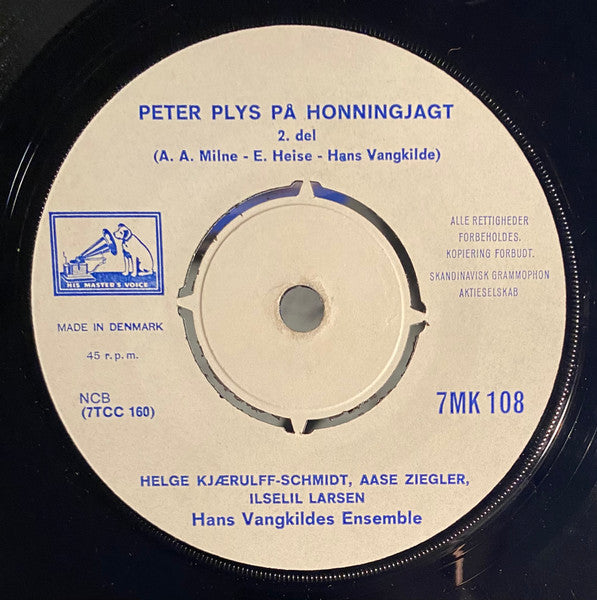 PETER PLYS PÅ HONNINGJAGT
2. del
(A. A. Milne - E. Heise - Hans Vangkilde)
HIS MASTER'S VOICE
ALLE RETTIGHEDER
FORBEHOLDES.
KOPIERING FORBUDT.
SKANDINAVISK GRAMMOPHON
AKTIESELSKAB
MADE IN DENMARK
45 r.p.m.
NCB
(7TCC 160)
7MK 108
HELGE KJÆRULFF-SCHMIDT, AASE ZIEGLER,
ILSELIL LARSEN
Hans Vangkildes Ensemble